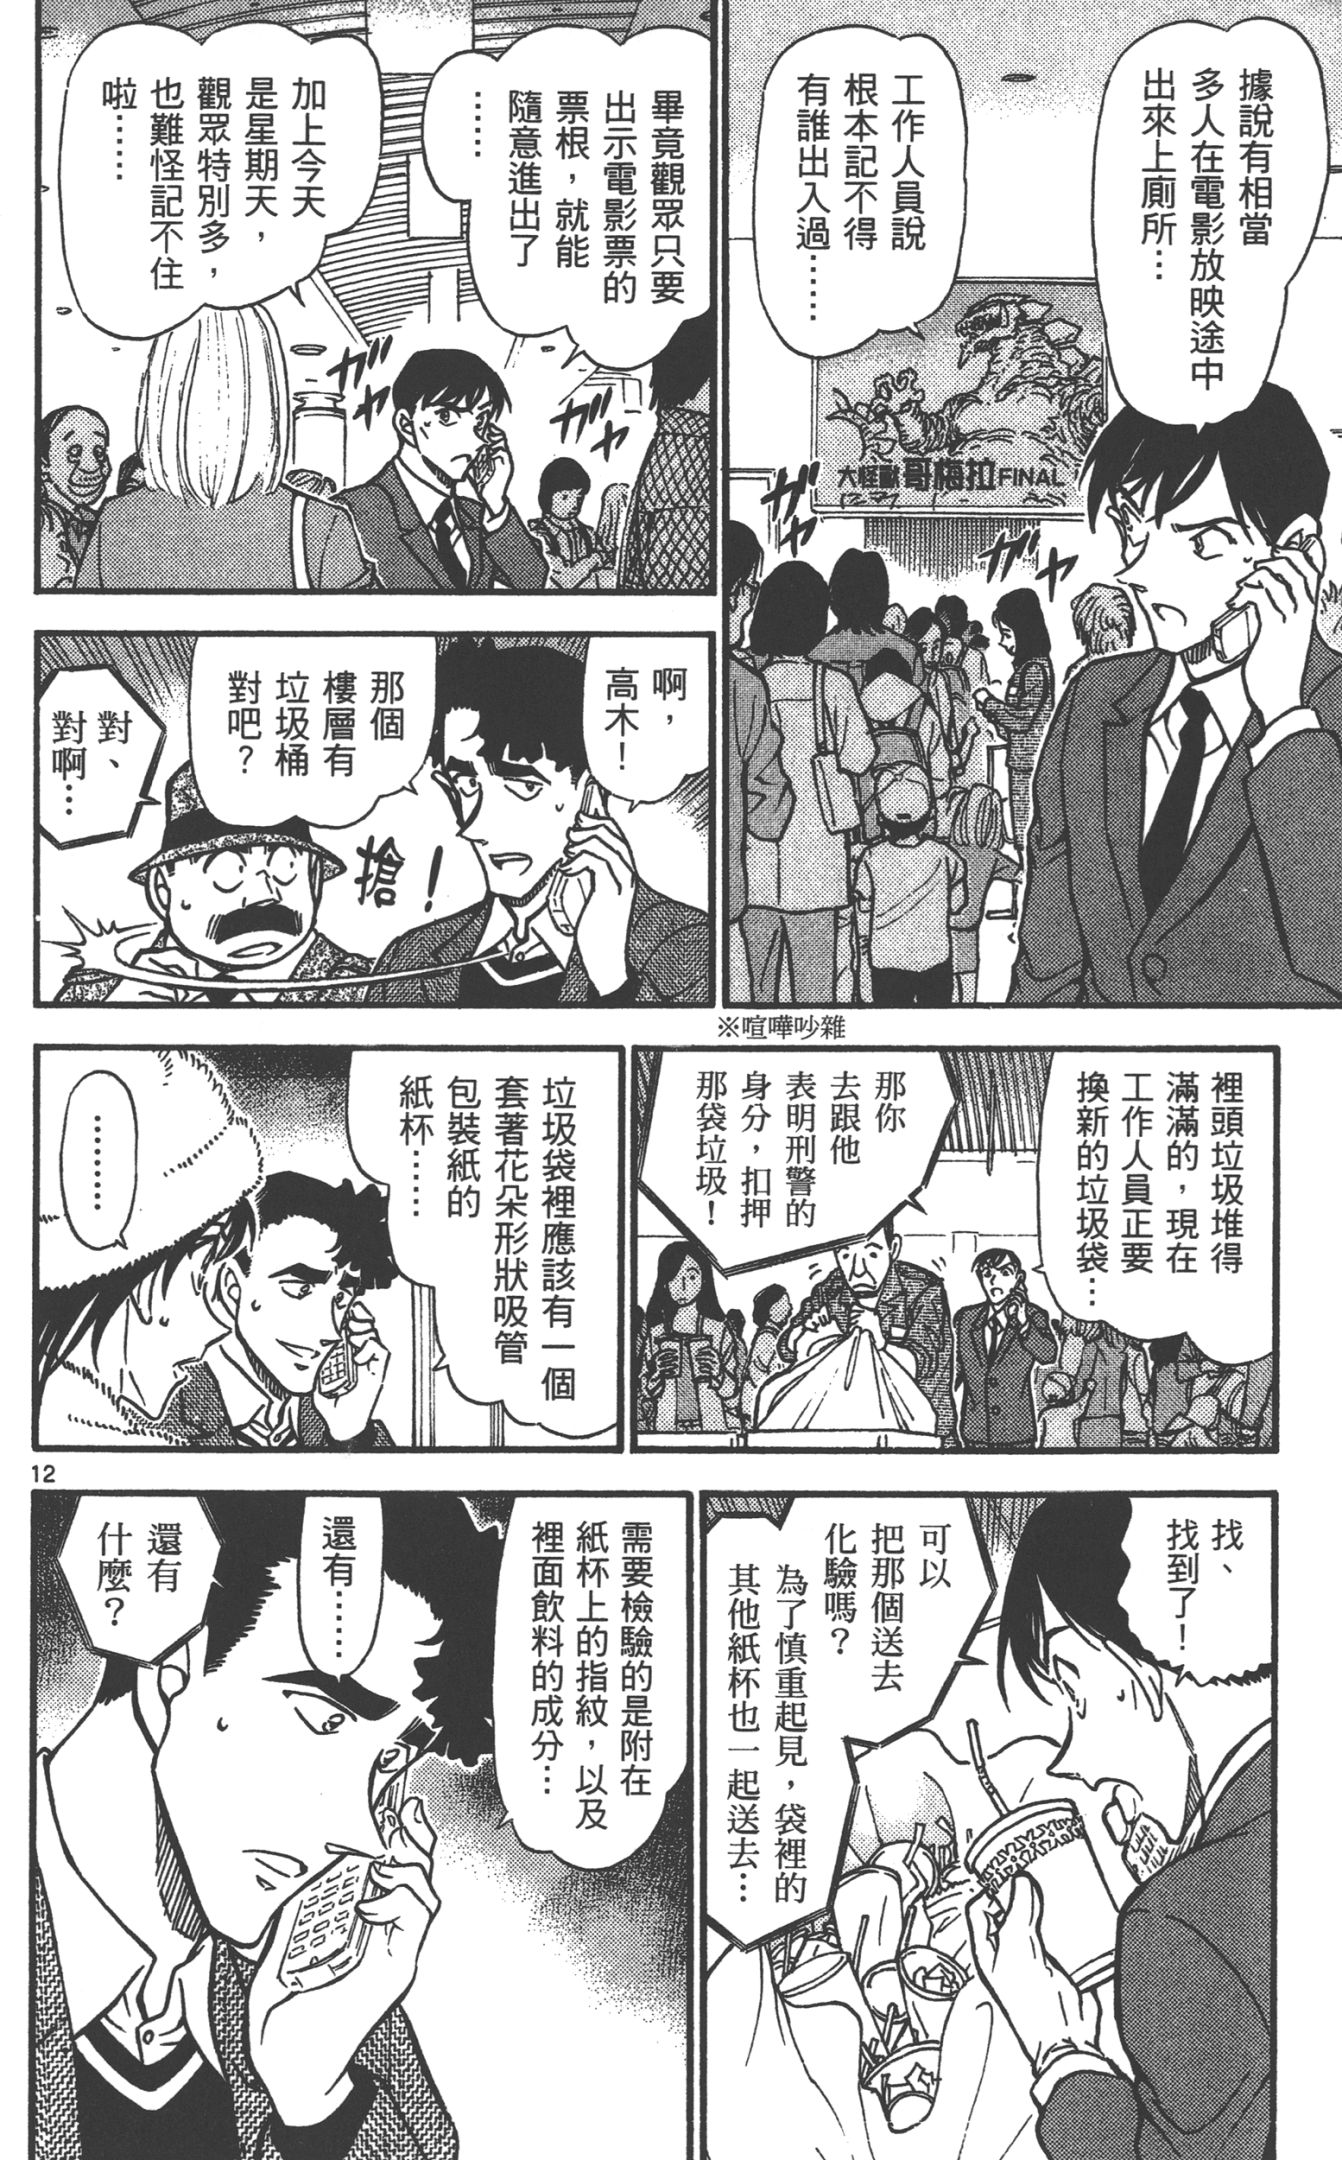 據說有相當
多人在電影放映途中
出來上廁所…
工作人員說
根本記不得
有誰出入過……
大怪獸哥梅拉FINAL
ガヤ
ガヤ
※喧嘩吵雜
畢竟觀眾只要
出示電影票的
票根，就能
隨意進出了
……
加上今天
是星期天，
觀眾特別多，
也難怪記不住
啦……
ガヤ
ガヤ
啊，
高木！
那個
樓層有
垃圾桶
對吧？
搶！
對、
對啊…
裡頭垃圾堆得
滿滿的，現在
工作人員正要
換新的垃圾袋…
那你
去跟他
表明刑警的
身分，扣押
那袋垃圾！
垃圾袋裡應該有一個
套著花朵形狀吸管
包裝紙的
紙杯……
………
12
找、
找到了！
可以
把那個送去
化驗嗎？
為了慎重起見，袋裡的
其他紙杯也一起送去…
需要檢驗的是附在
紙杯上的指紋，以及
裡面飲料的成分…
還有……
還有
什麼？